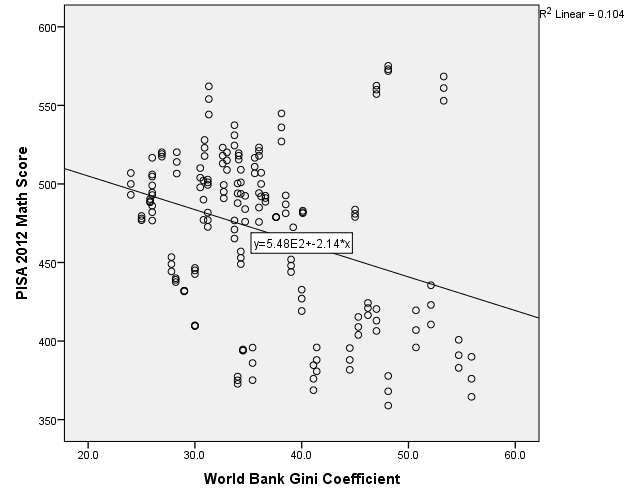 R2 Linear = 0.104
PISA 2012 Math Score
600
550
500
450
400
350
y=5.48E2+-2.14*x
20.0 30.0 40.0 50.0 60.0
World Bank Gini Coefficient